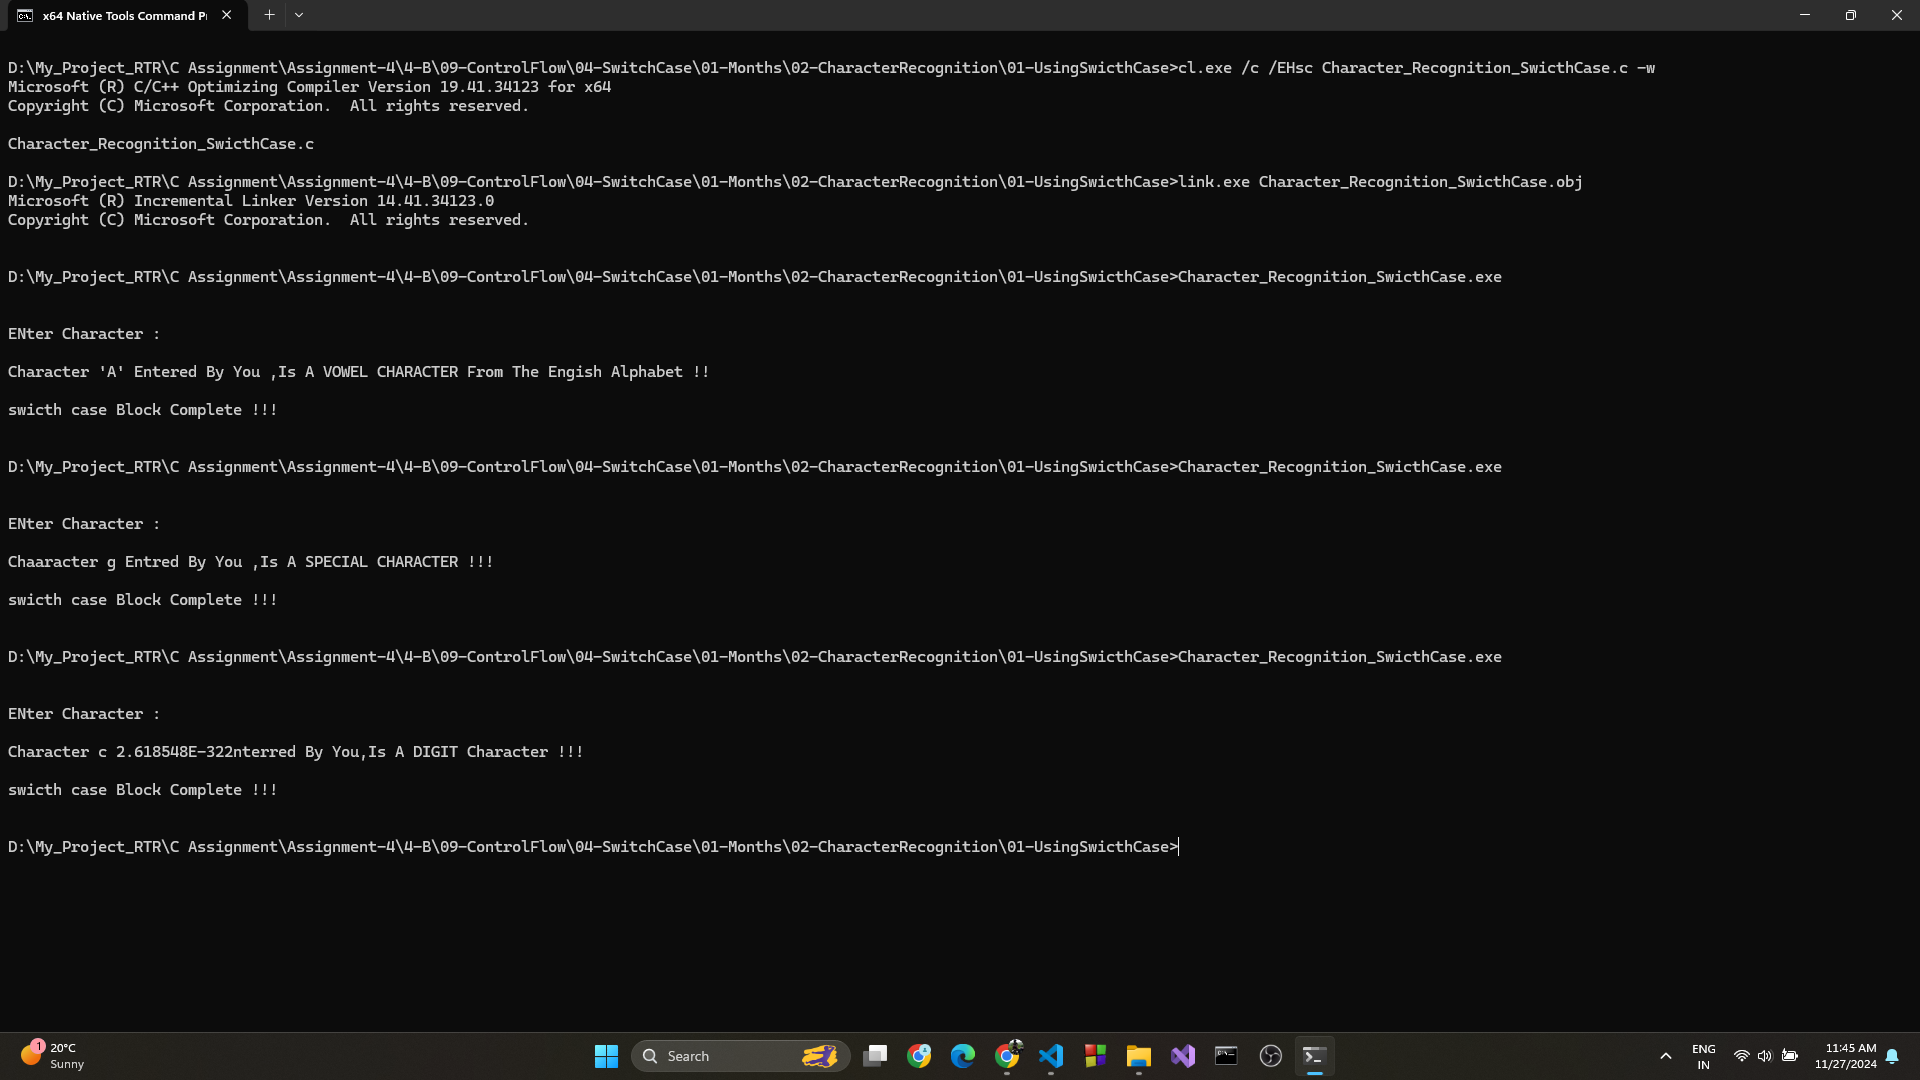 x64 Native Tools Command P
D:\My_Project_RTR\C Assignment\Assignment-4\4-B\09-ControlFlow\04-SwitchCase\01-Months\02-CharacterRecognition\01-UsingSwicthCase>cl.exe /c /EHsc Character_Recognition_SwicthCase.c -w
Microsoft (R) C/C++ Optimizing Compiler Version 19.41.34123 for x64
Copyright (C) Microsoft Corporation.  All rights reserved.
Character_Recognition_SwicthCase.c
D:\My_Project_RTR\C Assignment\Assignment-4\4-B\09-ControlFlow\04-SwitchCase\01-Months\02-CharacterRecognition\01-UsingSwicthCase>link.exe Character_Recognition_SwicthCase.obj
Microsoft (R) Incremental Linker Version 14.41.34123.0
Copyright (C) Microsoft Corporation.  All rights reserved.
D:\My_Project_RTR\C Assignment\Assignment-4\4-B\09-ControlFlow\04-SwitchCase\01-Months\02-CharacterRecognition\01-UsingSwicthCase>Character_Recognition_SwicthCase.exe
ENter Character :
Character 'A' Entered By You ,Is A VOWEL CHARACTER From The Engish Alphabet !!
swicth case Block Complete !!!
D:\My_Project_RTR\C Assignment\Assignment-4\4-B\09-ControlFlow\04-SwitchCase\01-Months\02-CharacterRecognition\01-UsingSwicthCase>Character_Recognition_SwicthCase.exe
ENter Character :
Chaaracter g Entred By You ,Is A SPECIAL CHARACTER !!!
swicth case Block Complete !!!
D:\My_Project_RTR\C Assignment\Assignment-4\4-B\09-ControlFlow\04-SwitchCase\01-Months\02-CharacterRecognition\01-UsingSwicthCase>Character_Recognition_SwicthCase.exe
ENter Character :
Character c 2.618548E-322nterred By You,Is A DIGIT Character !!!
swicth case Block Complete !!!
D:\My_Project_RTR\C Assignment\Assignment-4\4-B\09-ControlFlow\04-SwitchCase\01-Months\02-CharacterRecognition\01-UsingSwicthCase>
1
20°C
Sunny
Search
ENG
IN
11:45 AM
11/27/2024